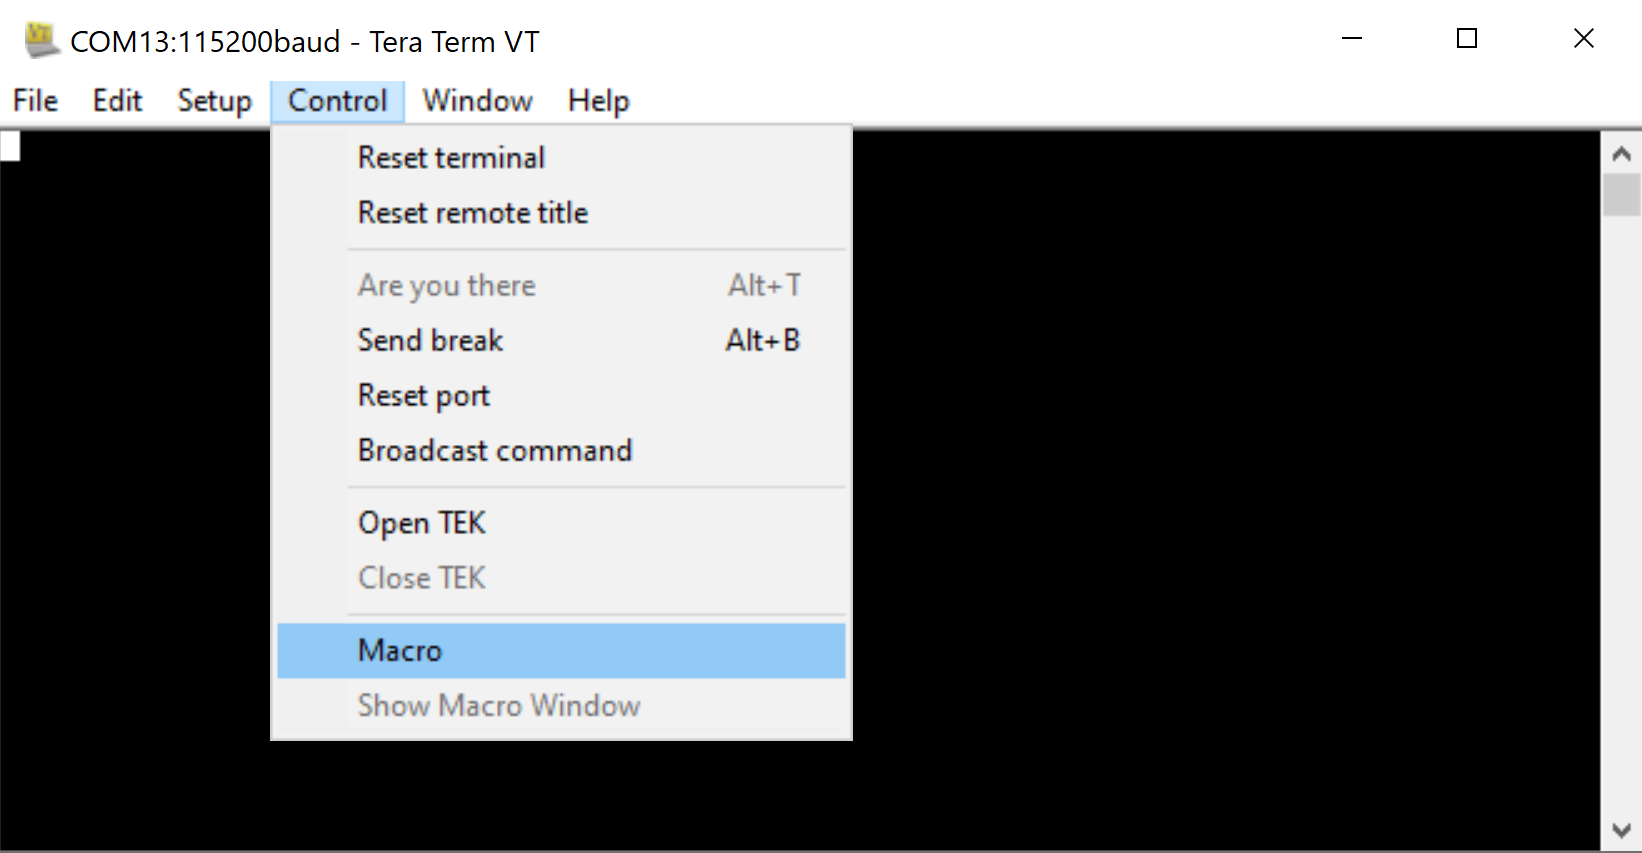 VT
COM13:115200baud - Tera Term VT
File Edit Setup Control Window Help
Reset terminal
Reset remote title
Are you there Alt+T
Send break Alt+B
Reset port
Broadcast command
Open TEK
Close TEK
Macro
Show Macro Window